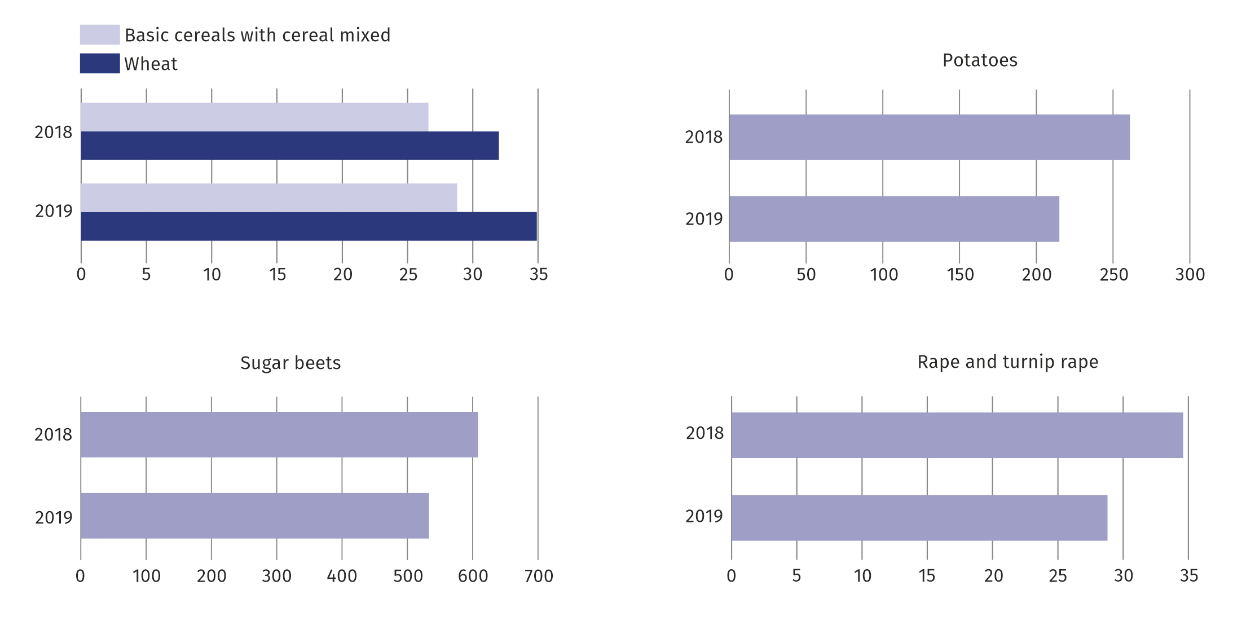 Basic cereals with cereal mixed
Wheat
2018
2019
0 5 10 15 20 25 30 35
Potatoes
2018
2019
0 50 100 150 200 250 300
Sugar beets
2018
2019
0 100 200 300 400 500 600 700
Rape and turnip rape
2018
2019
0 5 10 15 20 25 30 35